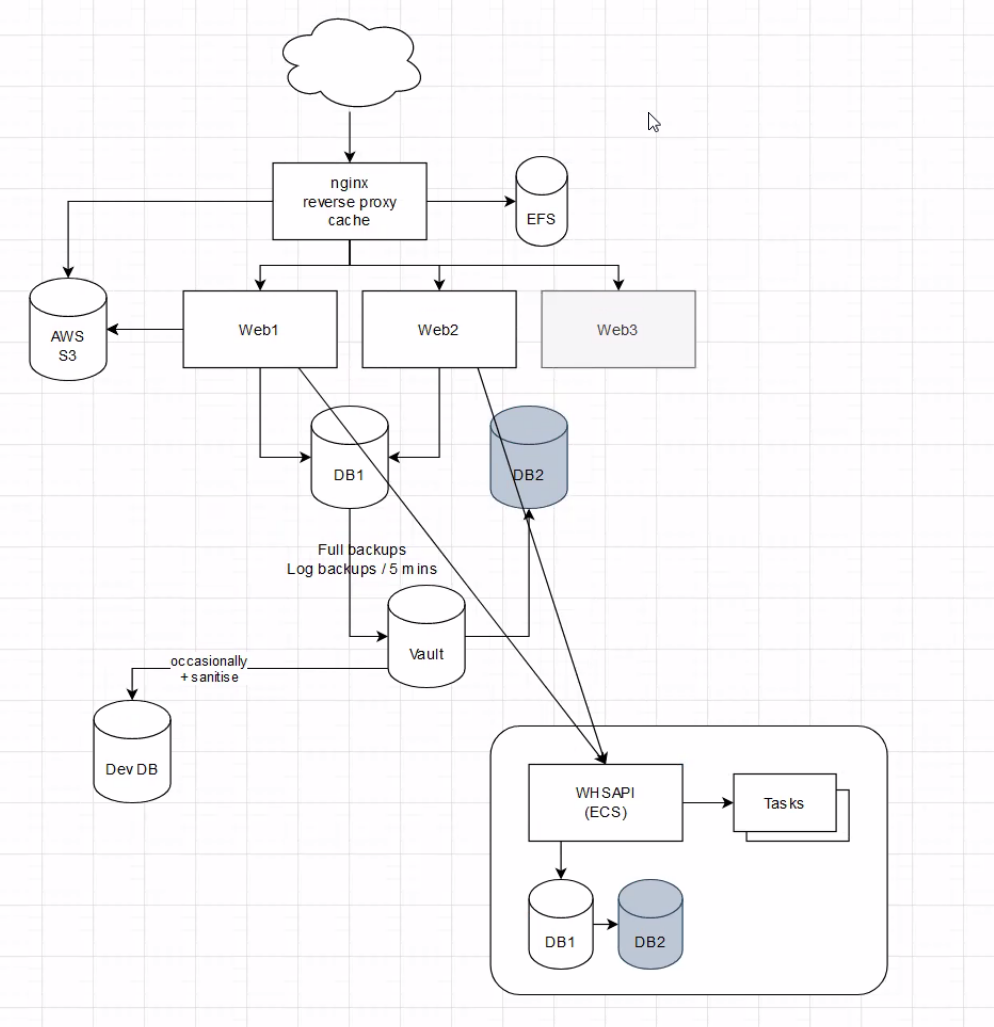 nginx
reverse proxy
cache
EFS
AWS
S3
Web1
Web2
Web3
DB1
DB2
Full backups
Log backups / 5 mins
Vault
occasionally
+ sanitise
Dev DB
WHSAPI
(ECS)
Tasks
DB1
DB2